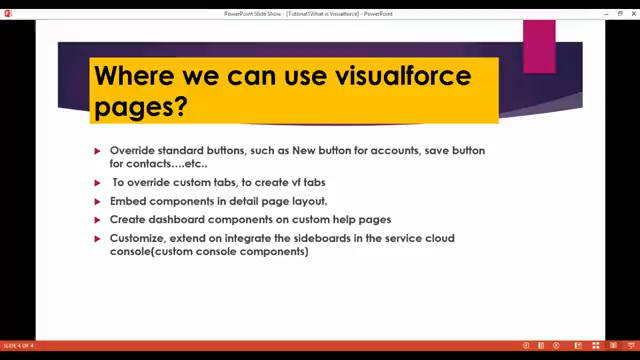 PowerPoint Slide Show - [Tuttrinal1What is Visualforce] - PowerPoint
Where we can use visualforce
pages?
Override standard buttons, such as New button for accounts, save button
for contacts….etc..
To override custom tabs, to create vf tabs
Embed components in detail page layout.
Create dashboard components on custom help pages
Customize, extend on integrate the sideboards in the service cloud
console(custom console components)
SLIDE 4 OF 4